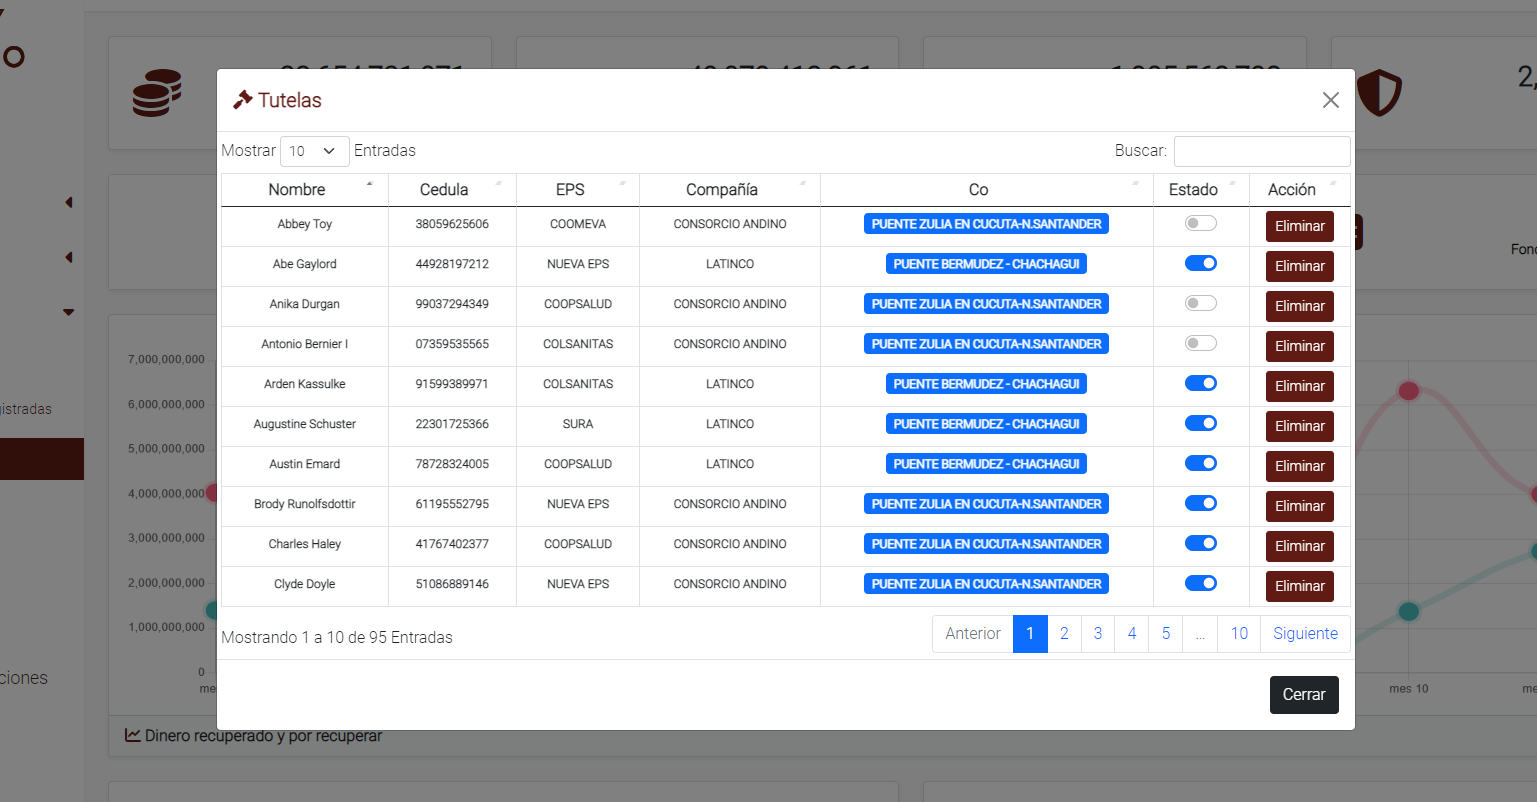 Tutelas
Mostrar 10 Entradas
Buscar:
Nombre Cedula EPS Compañía Co Estado Acción
Abbey Toy 38059625606 COOMEVA CONSORCIO ANDINO PUENTE ZULIA EN CUCUTA-N.SANTANDER Eliminar
Abe Gaylord 44928197212 NUEVA EPS LATINCO PUENTE BERMUDEZ - CHACHAGUI Eliminar
Anika Durgan 99037294349 COOPSALUD CONSORCIO ANDINO PUENTE ZULIA EN CUCUTA-N.SANTANDER Eliminar
Antonio Bernier I 07359535565 COLSANITAS CONSORCIO ANDINO PUENTE ZULIA EN CUCUTA-N.SANTANDER Eliminar
Arden Kassulke 91599389971 COLSANITAS LATINCO PUENTE BERMUDEZ - CHACHAGUI Eliminar
Augustine Schuster 22301725366 SURA LATINCO PUENTE BERMUDEZ - CHACHAGUI Eliminar
Austin Emard 78728324005 COOPSALUD LATINCO PUENTE BERMUDEZ - CHACHAGUI Eliminar
Brody Runolfsdottir 61195552795 NUEVA EPS CONSORCIO ANDINO PUENTE ZULIA EN CUCUTA-N.SANTANDER Eliminar
Charles Haley 41767402377 COOPSALUD CONSORCIO ANDINO PUENTE ZULIA EN CUCUTA-N.SANTANDER Eliminar
Clyde Doyle 51086889146 NUEVA EPS CONSORCIO ANDINO PUENTE ZULIA EN CUCUTA-N.SANTANDER Eliminar
Mostrando 1 a 10 de 95 Entradas
Anterior 1 2 3 4 5 ... 10 Siguiente
Cerrar
7,000,000,000
6,000,000,000
5,000,000,000
4,000,000,000
3,000,000,000
2,000,000,000
1,000,000,000
0
mes 10
Dinero recuperado y por recuperar